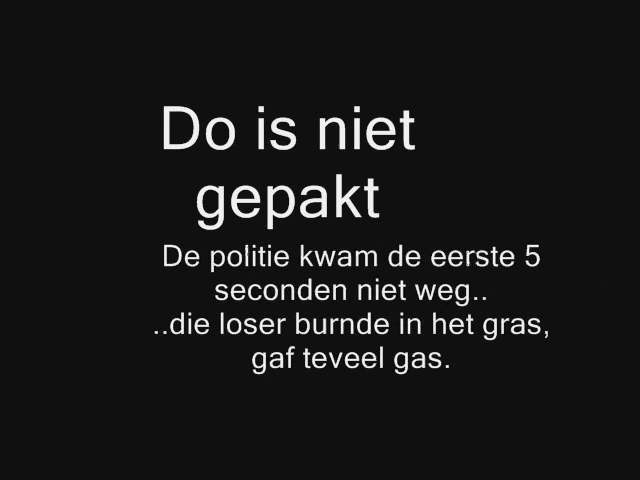 Do is niet
gepakt
De politie kwam de eerste 5
seconden niet weg..
..die loser burnde in het gras,
gaf teveel gas.